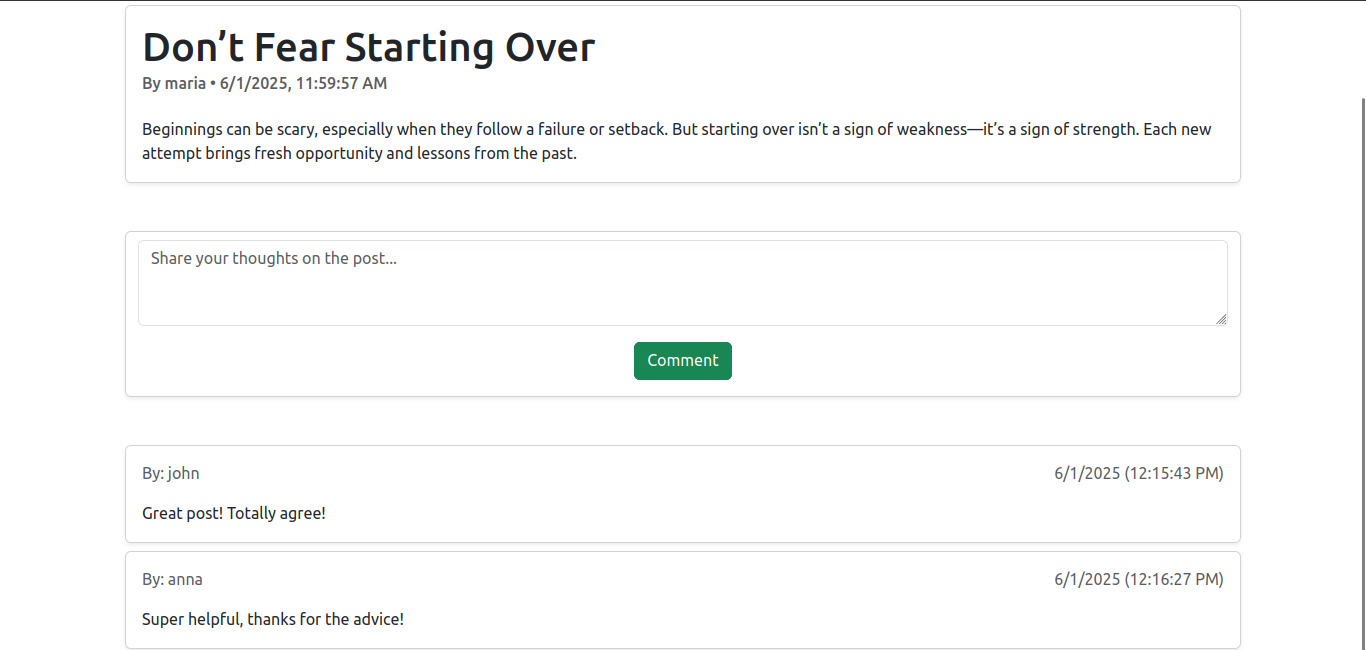 Don’t Fear Starting Over
By maria • 6/1/2025, 11:59:57 AM
Beginnings can be scary, especially when they follow a failure or setback. But starting over isn’t a sign of weakness—it’s a sign of strength. Each new
attempt brings fresh opportunity and lessons from the past.
Share your thoughts on the post...
Comment
By: john 6/1/2025 (12:15:43 PM)
Great post! Totally agree!
By: anna 6/1/2025 (12:16:27 PM)
Super helpful, thanks for the advice!